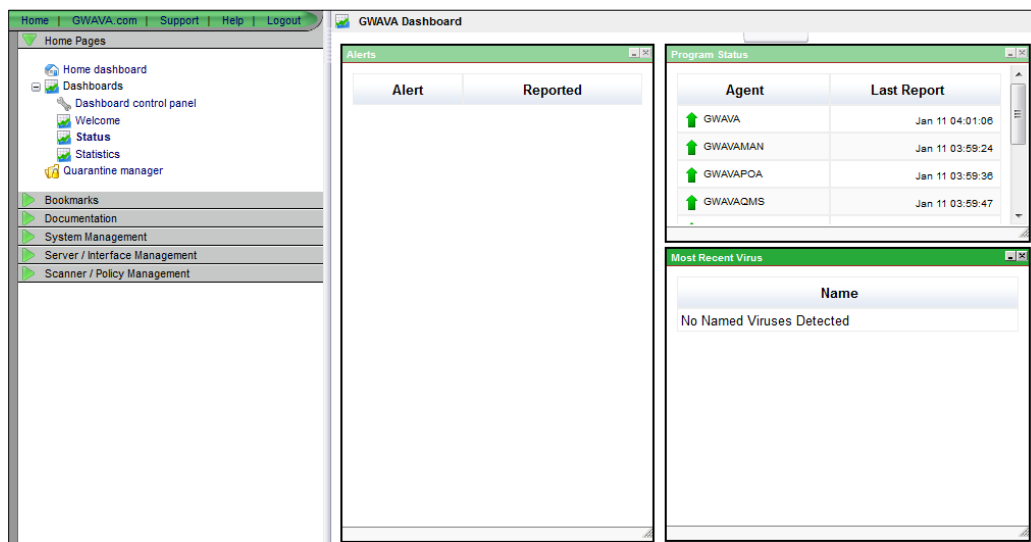 Home | GWAVA.com | Support | Help | Logout
Home Pages
Home dashboard
Dashboards
Dashboard control panel
Welcome
Status
Statistics
Quarantine manager
Bookmarks
Documentation
System Management
Server / Interface Management
Scanner / Policy Management
GWAVA Dashboard
Alerts
Alert Reported
Program Status
Agent Last Report
GWAVA Jan 11 04:01:06
GWAVAMAN Jan 11 03:59:24
GWAVAPOA Jan 11 03:59:36
GWAVAQMS Jan 11 03:59:47
Most Recent Virus
Name
No Named Viruses Detected